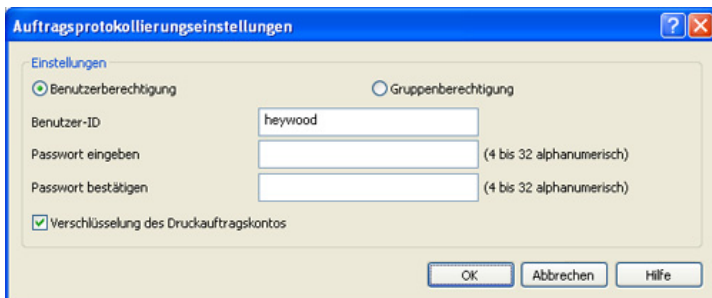 Auftragsprotokollierungseinstellungen
Einstellungen
Benutzerberechtigung Gruppenberechtigung
Benutzer-ID heywood
Passwort eingeben (4 bis 32 alphanumerisch)
Passwort bestätigen (4 bis 32 alphanumerisch)
Verschlüsselung des Druckauftragskontos
OK Abbrechen Hilfe